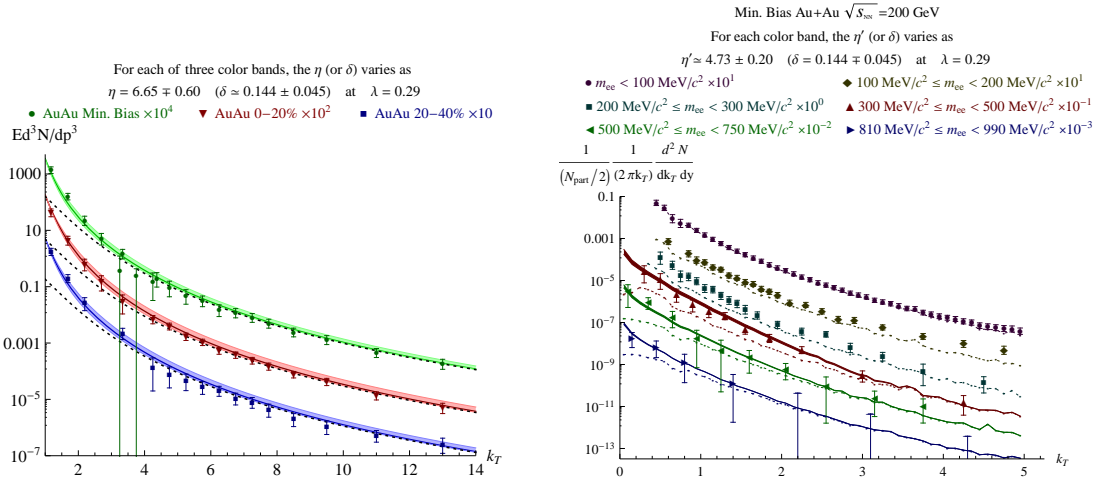 For each of three color bands, the η (or δ) varies as
η = 6.65 ∓ 0.60 (δ ≃ 0.144 ± 0.045) at λ = 0.29
AuAu Min. Bias ×10⁴ AuAu 0−20% ×10² AuAu 20−40% ×10
Ed³N/dp³
1000
10
0.1
0.001
10⁻⁵
10⁻⁷
2 4 6 8 10 12 14 k_T
Min. Bias Au+Au √S_NN =200 GeV
For each color band, the η′ (or δ) varies as
η′≃ 4.73 ± 0.20 (δ = 0.144 ∓ 0.045) at λ = 0.29
m_ee < 100 MeV/c² ×10¹ 100 MeV/c² ≤ m_ee < 200 MeV/c² ×10¹
200 MeV/c² ≤ m_ee < 300 MeV/c² ×10⁰ 300 MeV/c² ≤ m_ee < 500 MeV/c² ×10⁻¹
500 MeV/c² ≤ m_ee < 750 MeV/c² ×10⁻² 810 MeV/c² ≤ m_ee < 990 MeV/c² ×10⁻³
1/(N_part/2) 1/(2πk_T) d² N/dk_T dy
0.1
0.001
10⁻⁵
10⁻⁷
10⁻⁹
10⁻¹¹
10⁻¹³
0 1 2 3 4 5 k_T